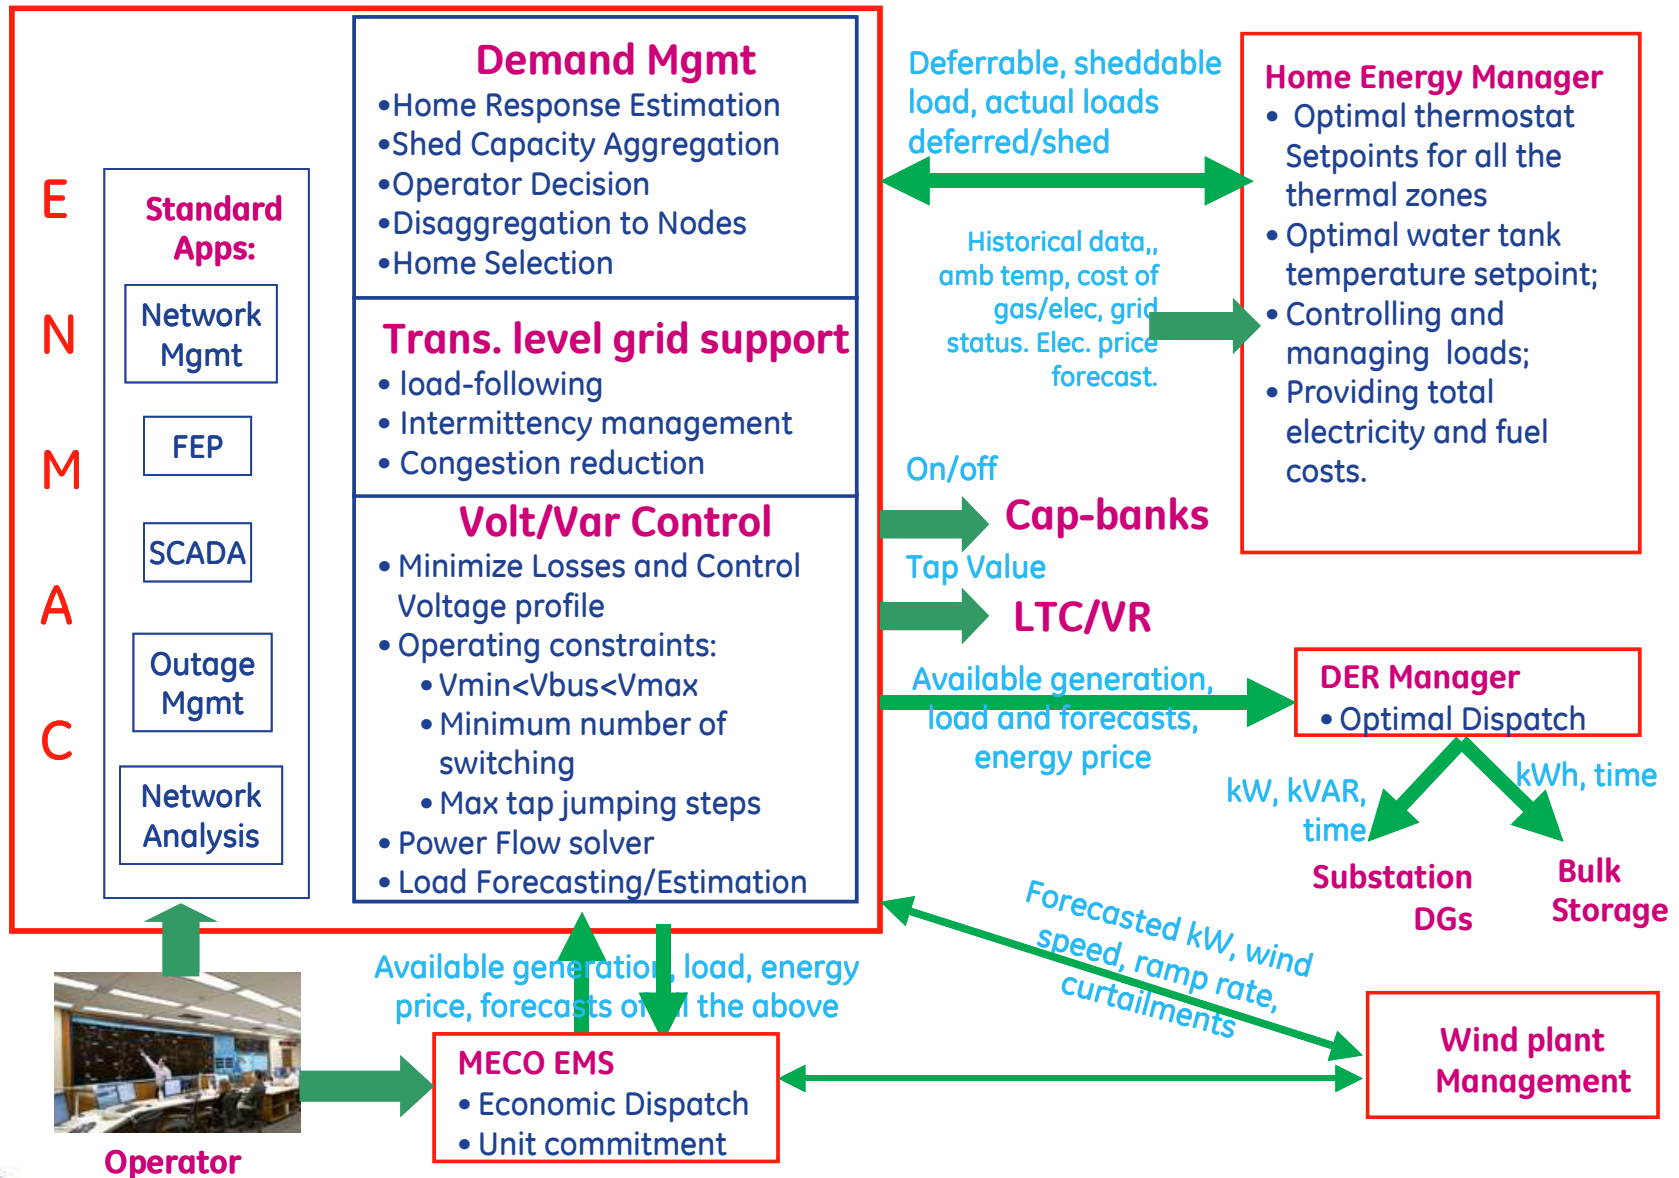 E
N
M
A
C
Standard
Apps:
Network
Mgmt
FEP
SCADA
Outage
Mgmt
Network
Analysis
Demand Mgmt
•Home Response Estimation
•Shed Capacity Aggregation
•Operator Decision
•Disaggregation to Nodes
•Home Selection
Trans. level grid support
• load-following
• Intermittency management
• Congestion reduction
Volt/Var Control
• Minimize Losses and Control
Voltage profile
• Operating constraints:
• Vmin<Vbus<Vmax
• Minimum number of
switching
• Max tap jumping steps
• Power Flow solver
• Load Forecasting/Estimation
Deferrable, sheddable
load, actual loads
deferred/shed
Historical data,,
amb temp, cost of
gas/elec, grid
status. Elec. price
forecast.
Home Energy Manager
• Optimal thermostat
Setpoints for all the
thermal zones
• Optimal water tank
temperature setpoint;
• Controlling and
managing loads;
• Providing total
electricity and fuel
costs.
On/off
Cap-banks
Tap Value
LTC/VR
Available generation,
load and forecasts,
energy price
DER Manager
• Optimal Dispatch
kW, kVAR,
time
kWh, time
Substation
DGs
Bulk
Storage
Forecasted kW, wind
speed, ramp rate,
curtailments
Available generation, load, energy
price, forecasts of all the above
MECO EMS
• Economic Dispatch
• Unit commitment
Wind plant
Management
Operator